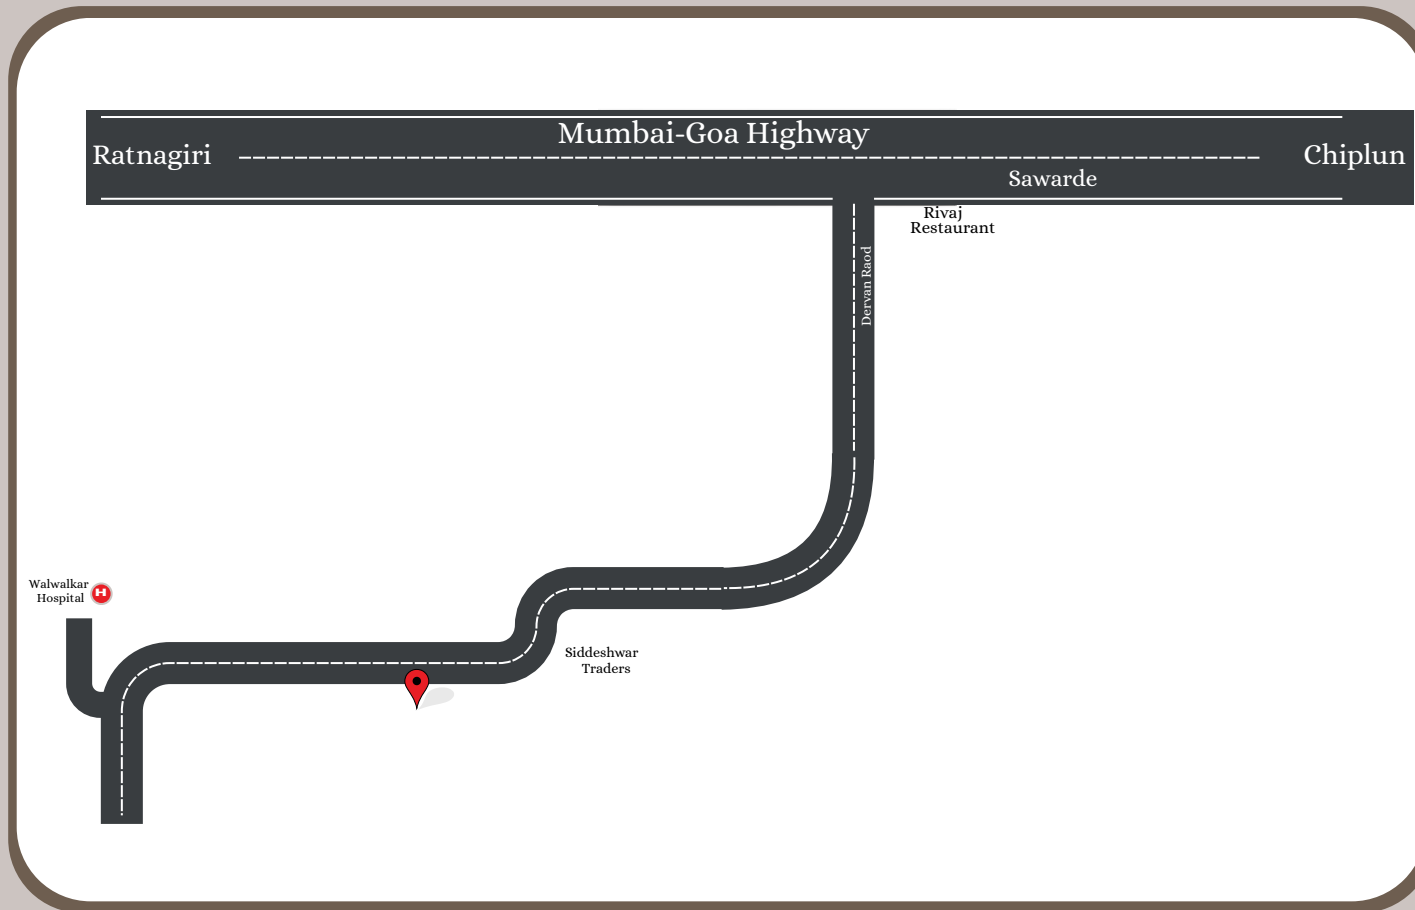 Mumbai-Goa Highway
Ratnagiri
Chiplun
Sawarde
Rivaj
Restaurant
Dervan Raod
Walwalkar
Hospital
H
Siddeshwar
Traders